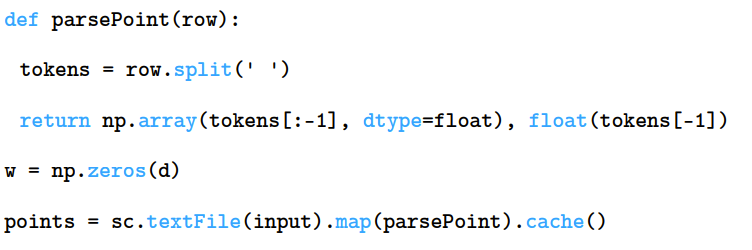 def parsePoint(row):
tokens = row.split(' ')
return np.array(tokens[:-1], dtype=float), float(tokens[-1])
w = np.zeros(d)
points = sc.textFile(input).map(parsePoint).cache()